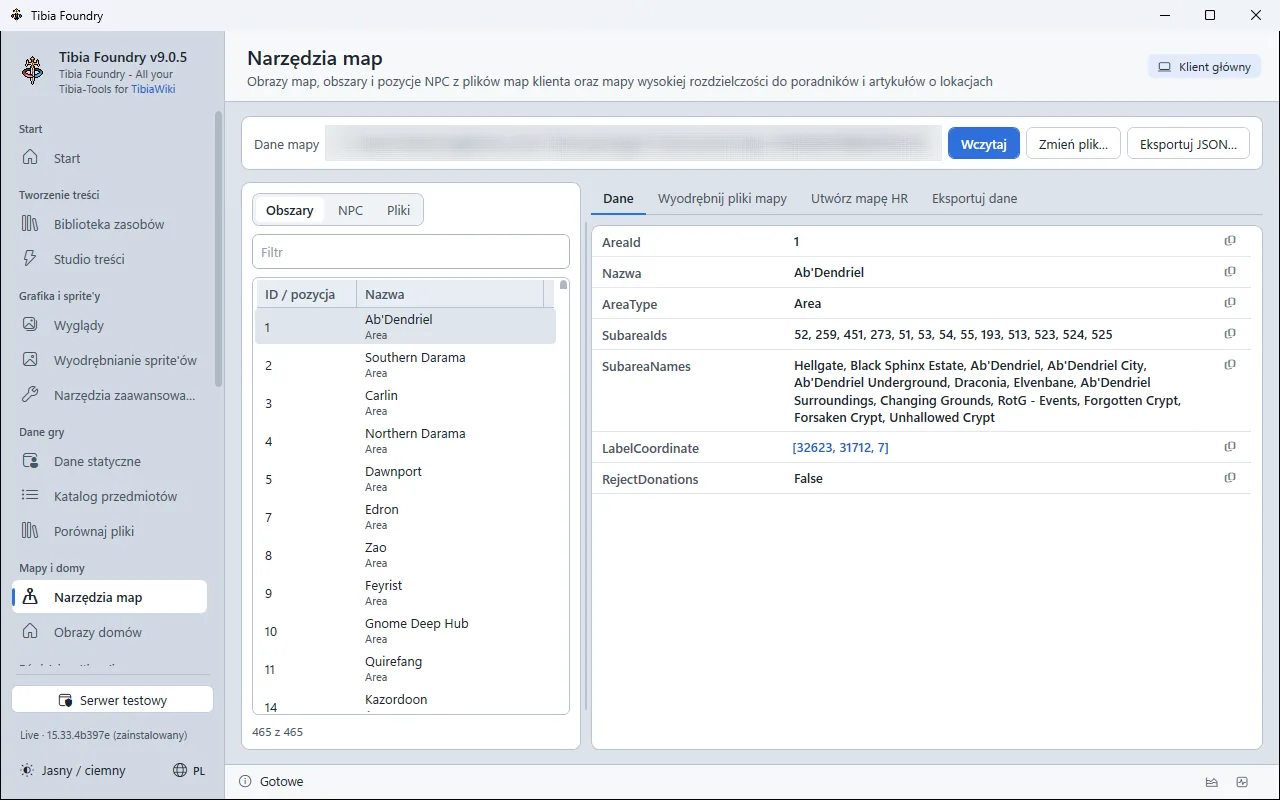 Tibia Foundry
Tibia Foundry v9.0.5
Tibia Foundry - All your
Tibia-Tools for TibiaWiki
Start
Start
Tworzenie treści
Biblioteka zasobów
Studio treści
Grafika i sprite'y
Wyglądy
Wyodrębnianie sprite'ów
Narzędzia zaawansowa...
Dane gry
Dane statyczne
Katalog przedmiotów
Porównaj pliki
Mapy i domy
Narzędzia map
Obrazy domów
Serwer testowy
Live · 15.33.4b397e (zainstalowany)
Jasny / ciemny
PL
Narzędzia map
Obrazy map, obszary i pozycje NPC z plików map klienta oraz mapy wysokiej rozdzielczości do poradników i artykułów o lokacjach
Klient główny
Dane mapy
Wczytaj
Zmień plik...
Eksportuj JSON...
Obszary NPC Pliki
Filtr
ID / pozycja Nazwa
1 Ab'Dendriel
Area
2 Southern Darama
Area
3 Carlin
Area
4 Northern Darama
Area
5 Dawnport
Area
7 Edron
Area
8 Zao
Area
9 Feyrist
Area
10 Gnome Deep Hub
Area
11 Quirefang
Area
14 Kazordoon
465 z 465
Dane Wyodrębnij pliki mapy Utwórz mapę HR Eksportuj dane
AreaId 1
Nazwa Ab'Dendriel
AreaType Area
SubareaIds 52, 259, 451, 273, 51, 53, 54, 55, 193, 513, 523, 524, 525
SubareaNames Hellgate, Black Sphinx Estate, Ab'Dendriel, Ab'Dendriel City,
Ab'Dendriel Underground, Draconia, Elvenbane, Ab'Dendriel
Surroundings, Changing Grounds, RotG - Events, Forgotten Crypt,
Forsaken Crypt, Unhallowed Crypt
LabelCoordinate [32623, 31712, 7]
RejectDonations False
Gotowe